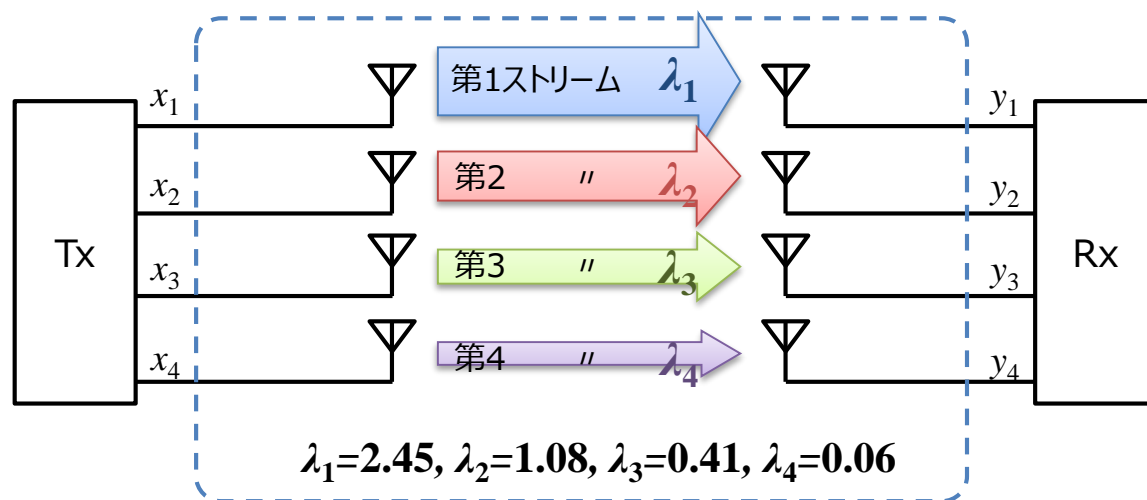 x1 第1ストリーム λ1 y1
x2 第2 〃 λ2 y2
Tx Rx
x3 第3 〃 λ3 y3
x4 第4 〃 λ4 y4
λ1=2.45, λ2=1.08, λ3=0.41, λ4=0.06